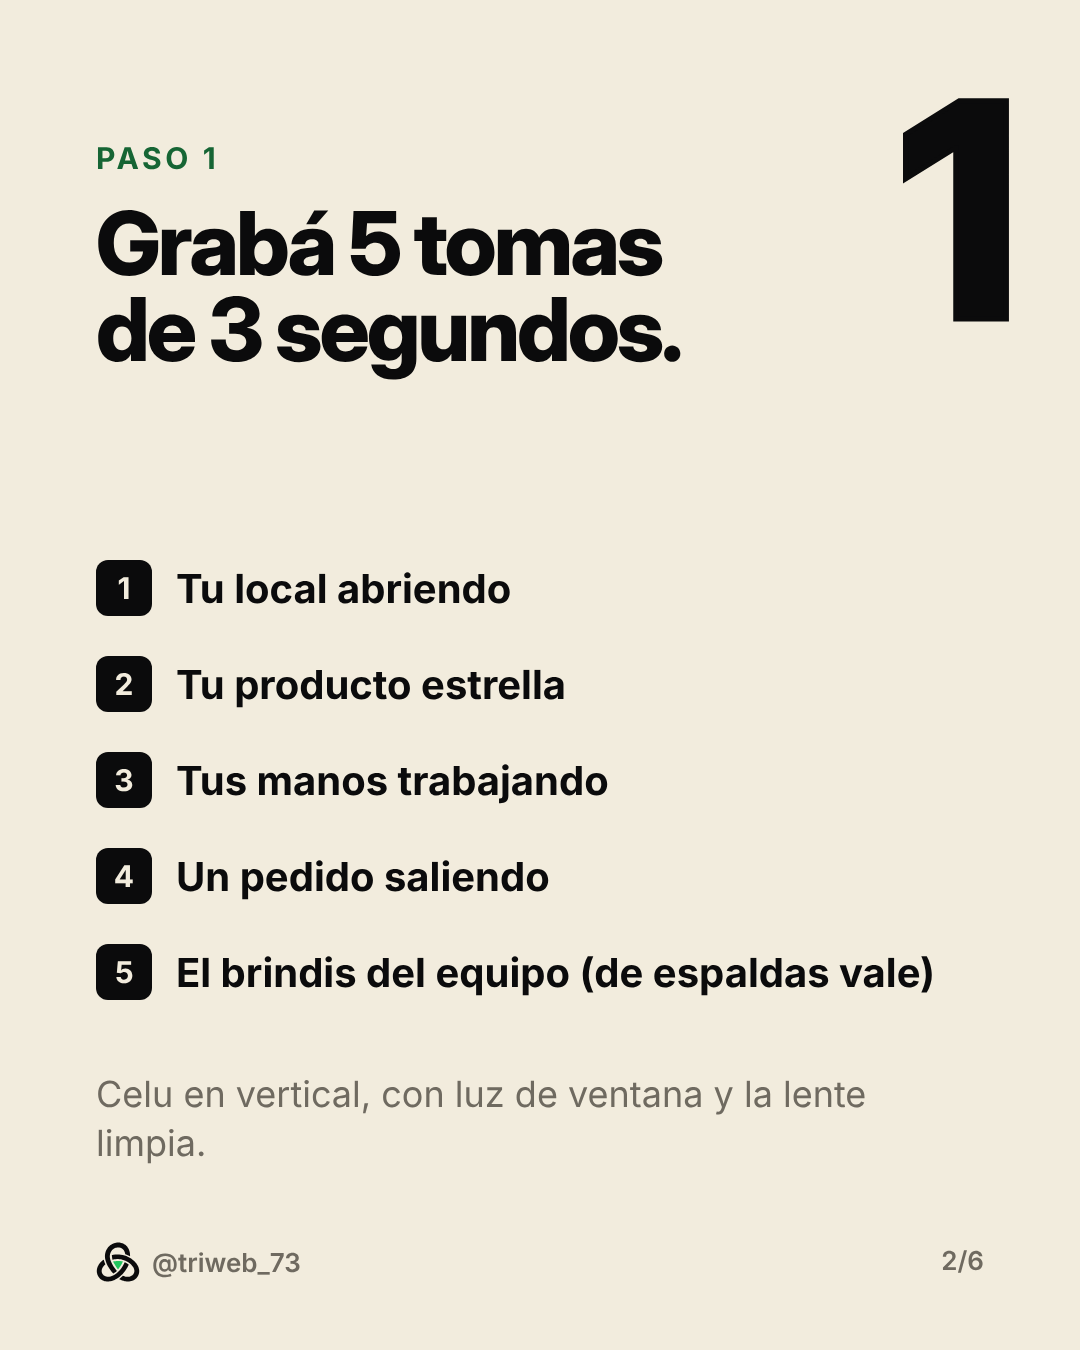 PASO 1
1
Grabá 5 tomas
de 3 segundos.
1 Tu local abriendo
2 Tu producto estrella
3 Tus manos trabajando
4 Un pedido saliendo
5 El brindis del equipo (de espaldas vale)
Celu en vertical, con luz de ventana y la lente
limpia.
@triweb_73
2/6